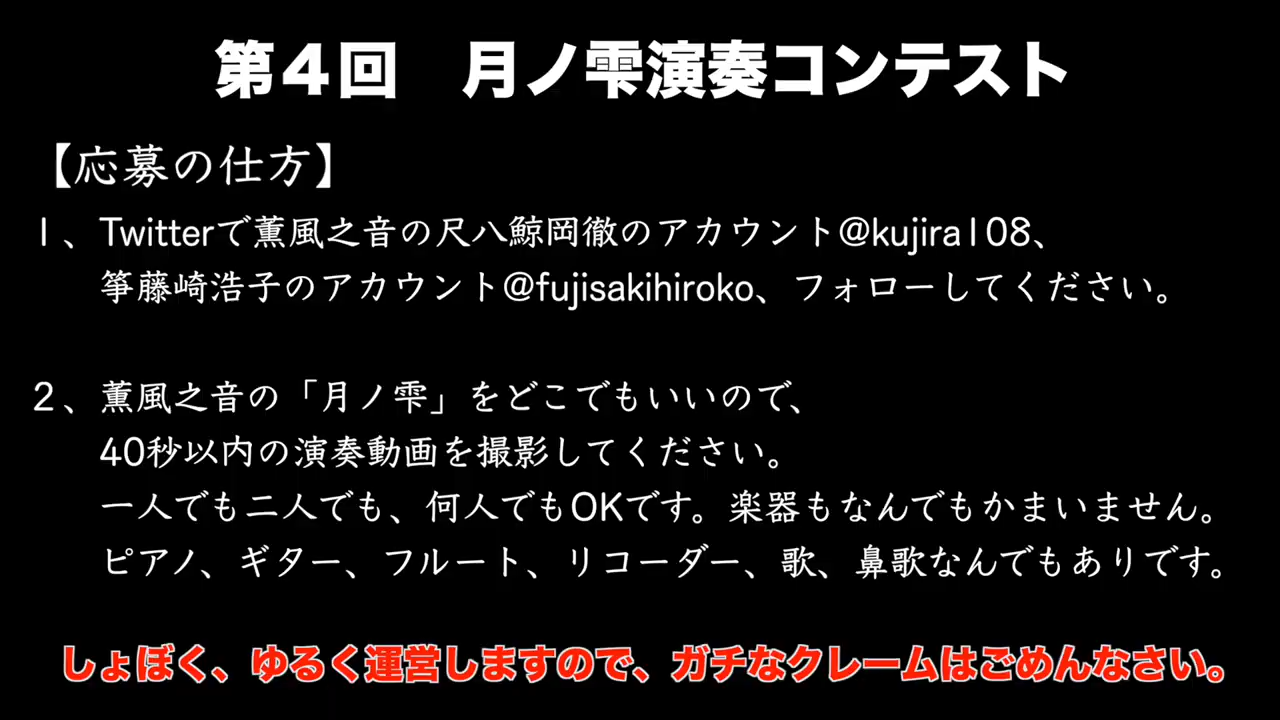 第4回　月ノ雫演奏コンテスト
【応募の仕方】
1、Twitterで薫風之音の尺八鯨岡徹のアカウント@kujira108、
箏藤崎浩子のアカウント@fujisakihiroko、フォローしてください。
2、薫風之音の「月ノ雫」をどこでもいいので、
40秒以内の演奏動画を撮影してください。
一人でも二人でも、何人でもOKです。楽器もなんでもかまいません。
ピアノ、ギター、フルート、リコーダー、歌、鼻歌なんでもありです。
しょぼく、ゆるく運営しますので、ガチなクレームはごめんなさい。